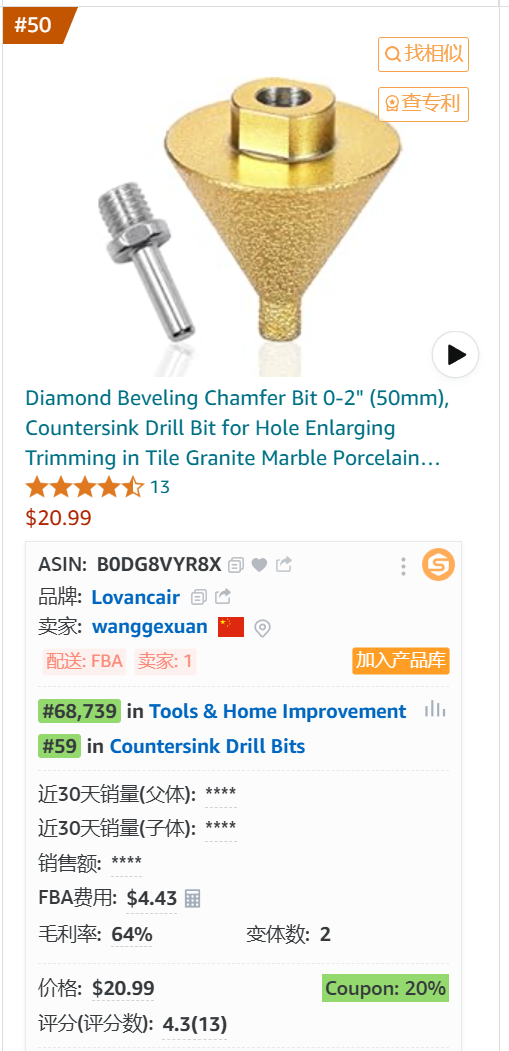 #50
找相似
查专利
Diamond Beveling Chamfer Bit 0-2" (50mm),
Countersink Drill Bit for Hole Enlarging
Trimming in Tile Granite Marble Porcelain…
13
$20.99
ASIN: B0DG8VYR8X
品牌: Lovancair
卖家: wanggexuan
配送: FBA 卖家: 1 加入产品库
#68,739 in Tools & Home Improvement
#59 in Countersink Drill Bits
近30天销量(父体): ****
近30天销量(子体): ****
销售额: ****
FBA费用: $4.43
毛利率: 64% 变体数: 2
价格: $20.99 Coupon: 20%
评分(评分数): 4.3(13)